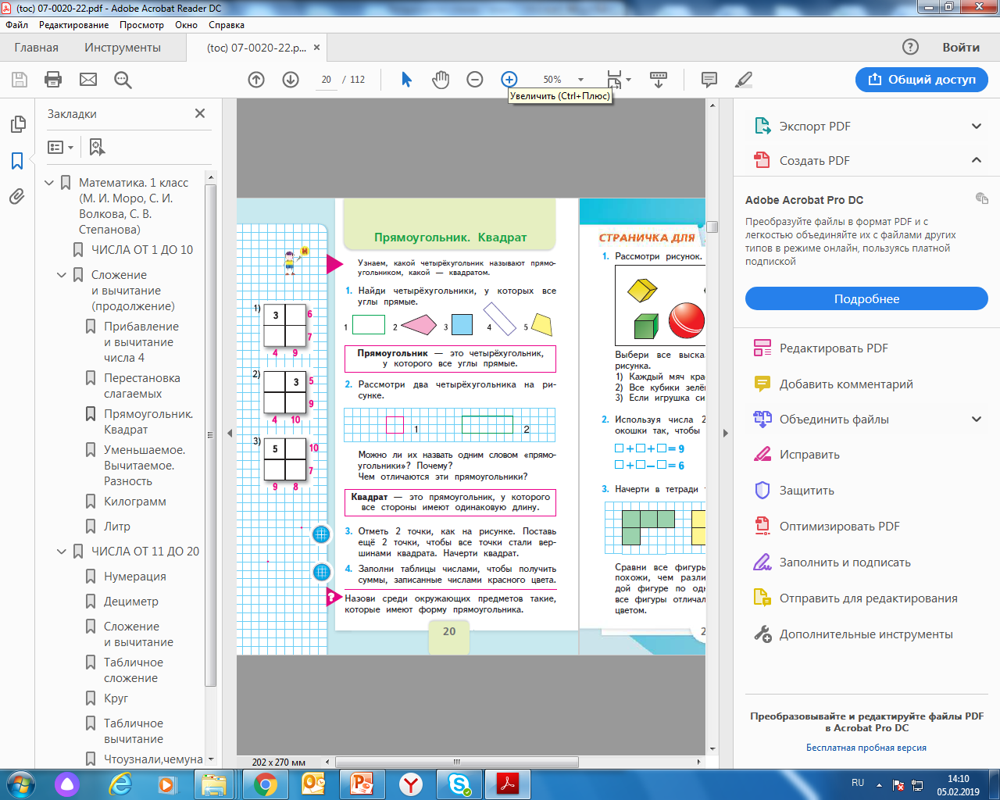 (toc) 07-0020-22.pdf - Adobe Acrobat Reader DC
Файл Редактирование Просмотр Окно Справка
Главная Инструменты (toc) 07-0020-22.p... × Войти
20 / 112 50% Общий доступ
Увеличить (Ctrl+Плюс)
Закладки
Математика. 1 класс
(М. И. Моро, С. И.
Волкова, С. В.
Степанова)
ЧИСЛА ОТ 1 ДО 10
Сложение
и вычитание
(продолжение)
Прибавление
и вычитание
числа 4
Перестановка
слагаемых
Прямоугольник.
Квадрат
Уменьшаемое.
Вычитаемое.
Разность
Килограмм
Литр
ЧИСЛА ОТ 11 ДО 20
Нумерация
Дециметр
Сложение
и вычитание
Табличное
сложение
Круг
Табличное
вычитание
Чтоузнали,чемуна
Н
1)
3 6
7
4 9
2)
3 5
9
4 10
3)
5 10
7
9 8
Прямоугольник. Квадрат
Узнаем, какой четырёхугольник называют прямо-
угольником, какой — квадратом.
1. Найди четырёхугольники, у которых все
углы прямые.
1 2 3 4 5
Прямоугольник — это четырёхугольник,
у которого все углы прямые.
2. Рассмотри два четырёхугольника на ри-
сунке.
1 2
Можно ли их назвать одним словом «прямо-
угольники»? Почему?
Чем отличаются эти прямоугольники?
Квадрат — это прямоугольник, у которого
все стороны имеют одинаковую длину.
3. Отметь 2 точки, как на рисунке. Поставь
ещё 2 точки, чтобы все точки стали вер-
шинами квадрата. Начерти квадрат.
4. Заполни таблицы числами, чтобы получить
суммы, записанные числами красного цвета.
? Назови среди окружающих предметов такие,
которые имеют форму прямоугольника.
20
СТРАНИЧКА ДЛЯ
1. Рассмотри рисунок.
Выбери все выска
рисунка.
1) Каждый мяч кра
2) Все кубики зелё
3) Если игрушка си
2. Используя числа 2
окошки так, чтобы
□ + □ + □ = 9
□ + □ − □ = 6
3. Начерти в тетради
Сравни все фигуры
похожи, чем разли
дой фигуре по од
все фигуры отлича
цветом.
2
202 x 270 мм
Экспорт PDF
Создать PDF
Adobe Acrobat Pro DC
Преобразуйте файлы в формат PDF и с
легкостью объединяйте их с файлами других
типов в режиме онлайн, пользуясь платной
подпиской
Подробнее
Редактировать PDF
Добавить комментарий
Объединить файлы
Исправить
Защитить
Оптимизировать PDF
Заполнить и подписать
Отправить для редактирования
Дополнительные инструменты
Преобразовывайте и редактируйте файлы PDF
в Acrobat Pro DC
Бесплатная пробная версия
RU 14:10
05.02.2019